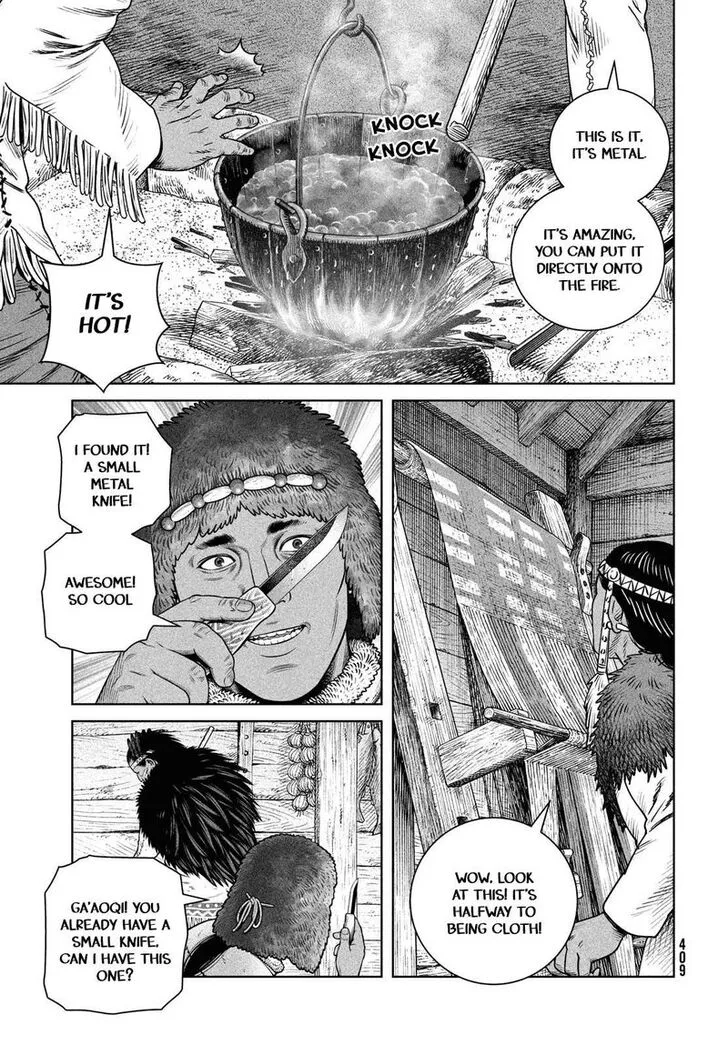 THIS IS IT,
IT'S METAL.
IT'S AMAZING,
YOU CAN PUT IT
DIRECTLY ONTO
THE FIRE.
KNOCK
KNOCK
IT'S
HOT!
WOW, LOOK
AT THIS! IT'S
HALFWAY TO
BEING CLOTH!
I FOUND IT!
A SMALL
METAL
KNIFE!
AWESOME!
SO COOL
GA'AOQI! YOU
ALREADY HAVE A
SMALL KNIFE,
CAN I HAVE THIS
ONE?
409